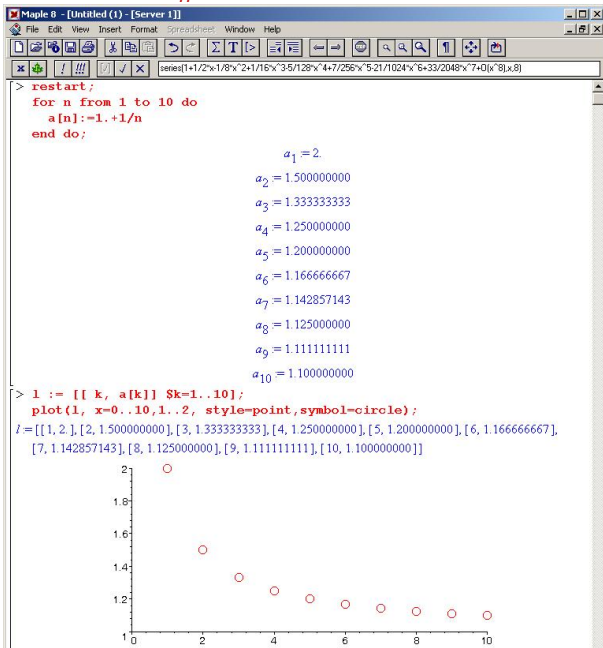 Maple 8 - [Untitled (1) - [Server 1]]
File Edit View Insert Format Spreadsheet Window Help
Σ T [>
! !!!
series(1+1/2*x-1/8*x^2+1/16*x^3-5/128*x^4+7/256*x^5-21/1024*x^6+33/2048*x^7+O(x^8),x,8)
> restart;
for n from 1 to 10 do
a[n]:=1.+1/n
end do;
a1 := 2.
a2 := 1.500000000
a3 := 1.333333333
a4 := 1.250000000
a5 := 1.200000000
a6 := 1.166666667
a7 := 1.142857143
a8 := 1.125000000
a9 := 1.111111111
a10 := 1.100000000
> l := [[ k, a[k]] $k=1..10];
plot(l, x=0..10,1..2, style=point,symbol=circle);
l := [[1, 2.], [2, 1.500000000], [3, 1.333333333], [4, 1.250000000], [5, 1.200000000], [6, 1.166666667],
[7, 1.142857143], [8, 1.125000000], [9, 1.111111111], [10, 1.100000000]]
2
1.8
1.6
1.4
1.2
1
0 2 4 6 8 10